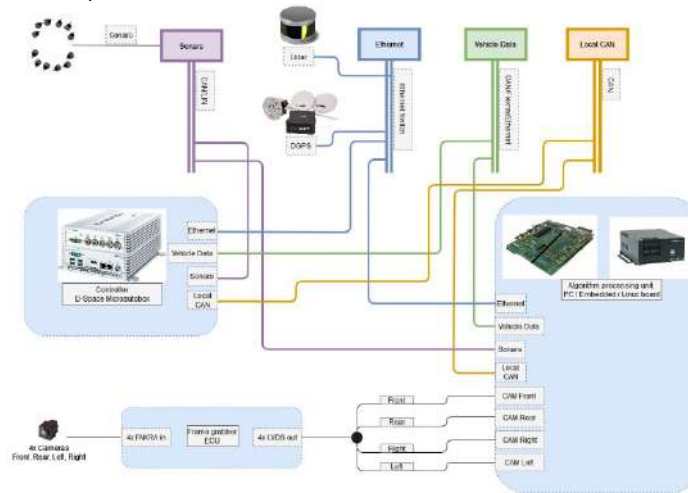 Sonars
Sonars
Ethernet
Vehicle Data
Local CAN
Lidar
DGPS
CAN/LIN
Ethernet Switch
CAN
Ethernet
Vehicle Data
Sonars
Local
CAN
Controller
D-Space Microautobox
Algorithm processing unit
PC / Embedded / Linux board
Ethernet
Vehicle Data
Sonars
Local
CAN
Front
CAM Front
Rear
CAM Rear
Right
CAM Right
Left
CAM Left
4x FAKRA in
Frame grabber
ECU
4x LVDS out
4x Cameras
Front, Rear, Left, Right